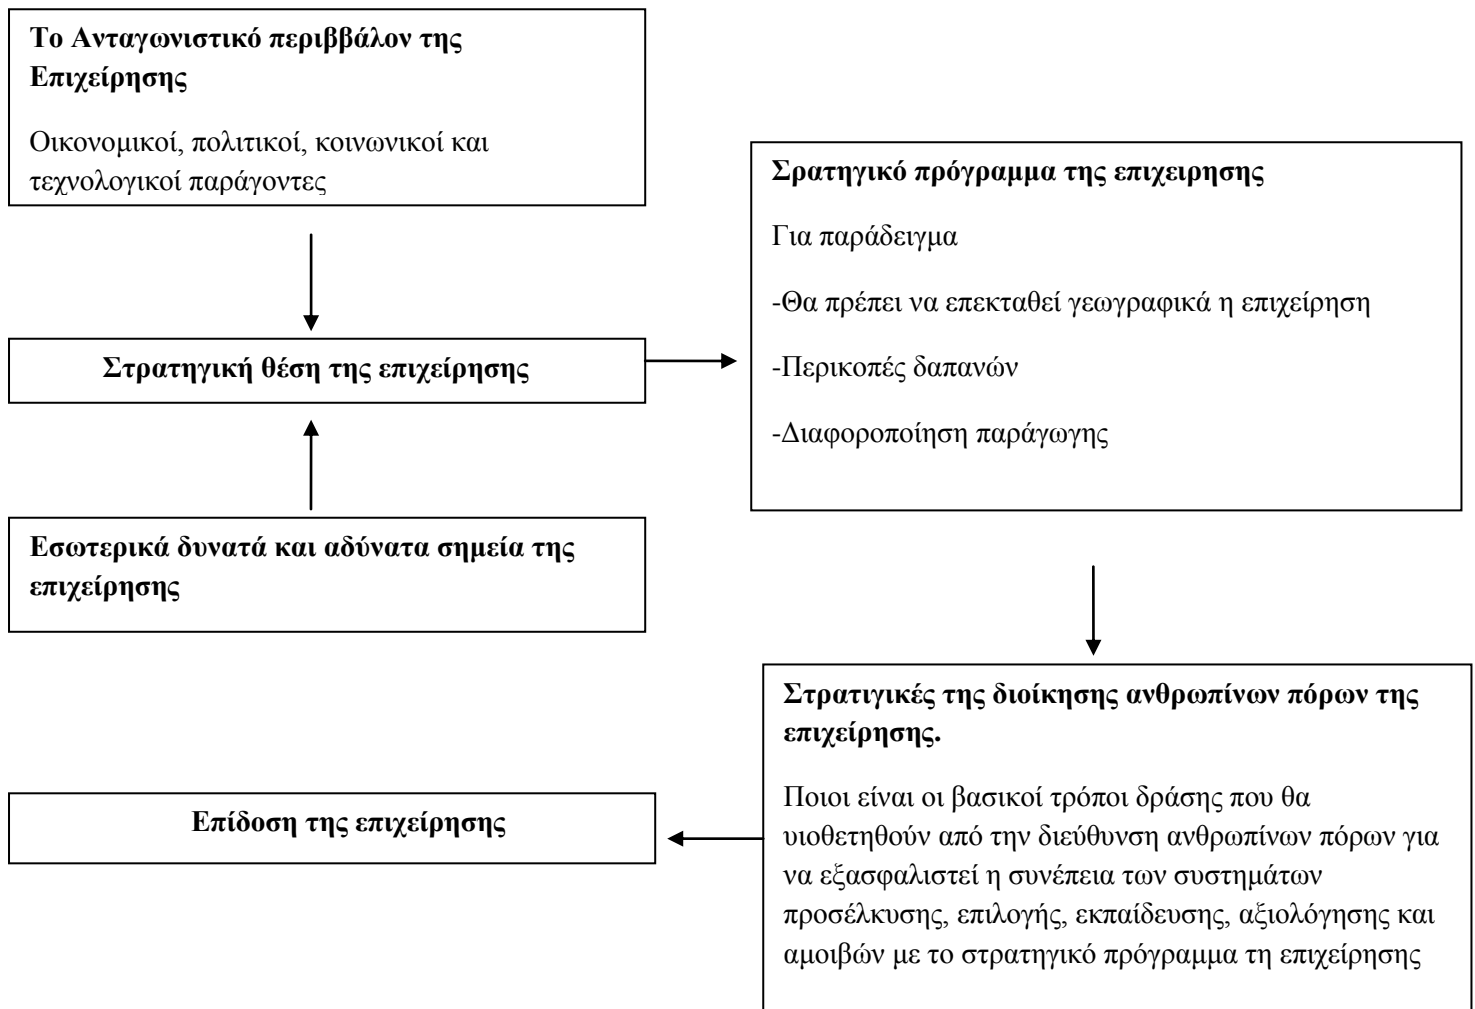 Το Ανταγωνιστικό περιββάλον της
Επιχείρησης
Οικονομικοί, πολιτικοί, κοινωνικοί και
τεχνολογικοί παράγοντες
Στρατηγική θέση της επιχείρησης
Εσωτερικά δυνατά και αδύνατα σημεία της
επιχείρησης
Σρατηγικό πρόγραμμα της επιχειρησης
Για παράδειγμα
-Θα πρέπει να επεκταθεί γεωγραφικά η επιχείρηση
-Περικοπές δαπανών
-Διαφοροποίηση παράγωγης
Στρατιγικές της διοίκησης ανθρωπίνων πόρων της
επιχείρησης.
Ποιοι είναι οι βασικοί τρόποι δράσης που θα
υιοθετηθούν από την διεύθυνση ανθρωπίνων πόρων για
να εξασφαλιστεί η συνέπεια των συστημάτων
προσέλκυσης, επιλογής, εκπαίδευσης, αξιολόγησης και
αμοιβών με το στρατηγικό πρόγραμμα τη επιχείρησης
Επίδοση της επιχείρησης